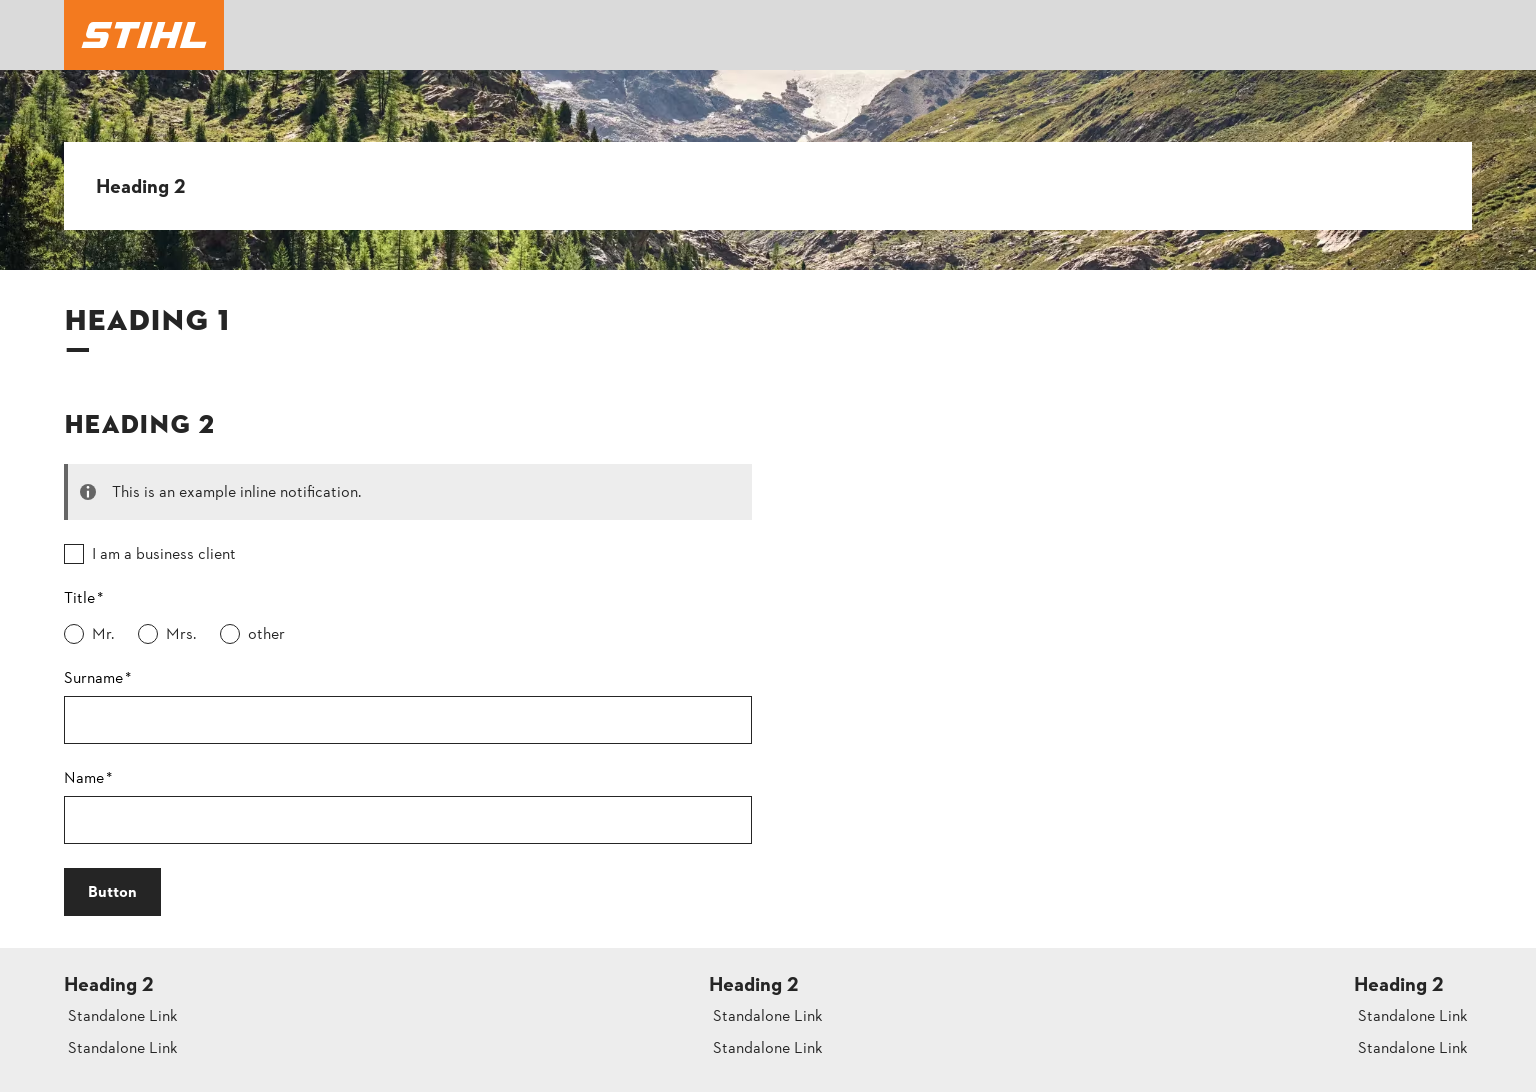 STIHL
Heading 2
HEADING 1
HEADING 2
This is an example inline notification.
I am a business client
Title*
Mr.
Mrs.
other
Surname*
Name*
Button
Heading 2
Standalone Link
Standalone Link
Heading 2
Standalone Link
Standalone Link
Heading 2
Standalone Link
Standalone Link